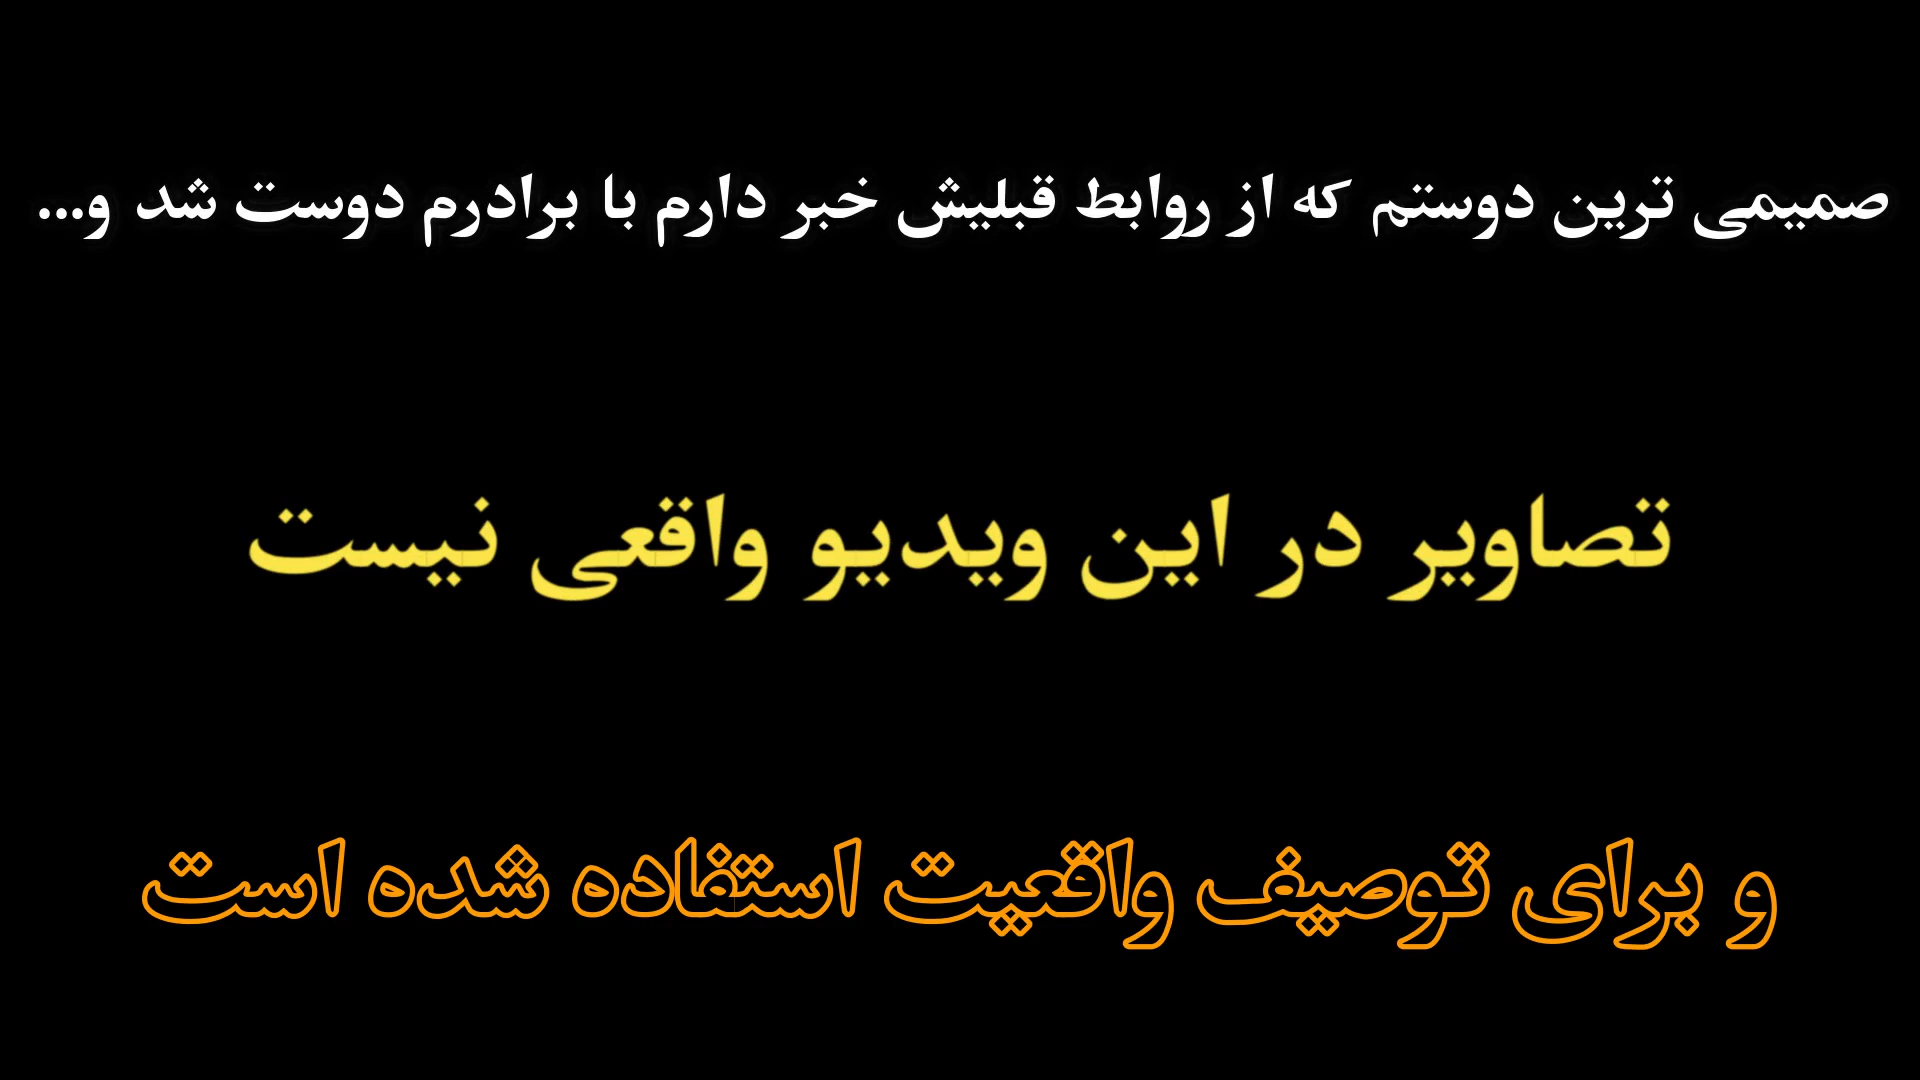 صمیمی ترین دوستم که از روابط قبلیش خبر دارم با برادرم دوست شد و...
تصاویر در این ویدیو واقعی نیست
و برای توصیف واقعیت استفاده شده است